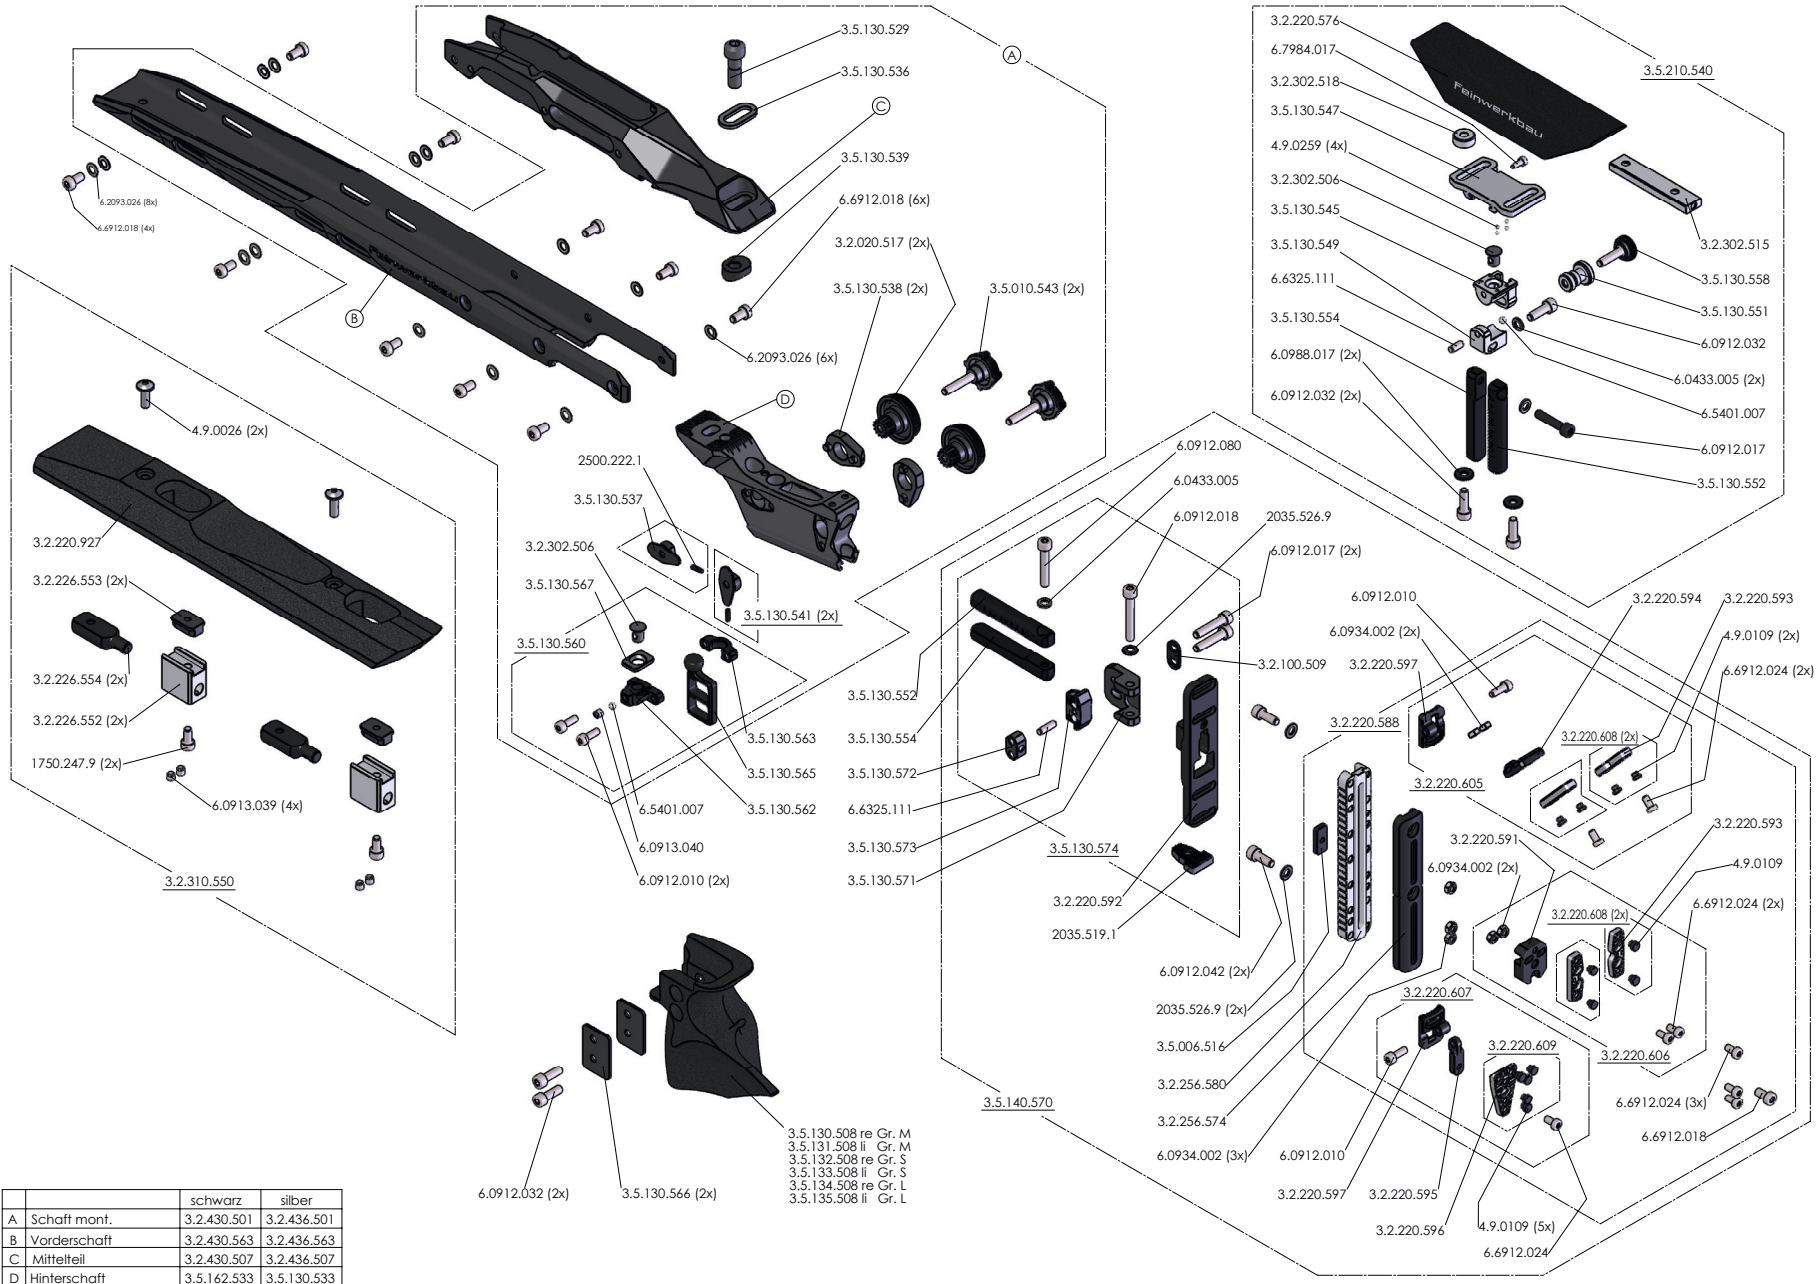 3.5.130.529
3.5.130.536
A
C
3.5.130.539
6.6912.018 (6x)
3.2.020.517 (2x)
3.5.130.538 (2x)
3.5.010.543 (2x)
6.2093.026 (6x)
6.2093.026 (8x)
6.6912.018 (4x)
Feinwerkbau
B
D
4.9.0026 (2x)
3.2.220.927
3.2.226.553 (2x)
3.2.226.554 (2x)
3.2.226.552 (2x)
1750.247.9 (2x)
6.0913.039 (4x)
3.2.310.550
2500.222.1
3.5.130.537
3.2.302.506
3.5.130.567
3.5.130.541 (2x)
3.5.130.560
3.5.130.563
3.5.130.565
3.5.130.562
6.5401.007
6.0913.040
6.0912.010 (2x)
3.2.220.576
6.7984.017
3.2.302.518
3.5.130.547
4.9.0259 (4x)
3.2.302.506
3.5.130.545
3.5.130.549
6.6325.111
3.5.130.554
6.0988.017 (2x)
6.0912.032 (2x)
3.5.210.540
Feinwerkbau
3.2.302.515
3.5.130.558
3.5.130.551
6.0912.032
6.0433.005 (2x)
6.5401.007
6.0912.017
3.5.130.552
6.0912.080
6.0433.005
6.0912.018
2035.526.9
6.0912.017 (2x)
3.2.100.509
3.5.130.552
3.5.130.554
3.5.130.572
6.6325.111
3.5.130.573
3.5.130.571
3.5.130.574
3.2.220.592
2035.519.1
6.0912.010
6.0934.002 (2x)
3.2.220.597
3.2.220.588
3.2.220.594
3.2.220.593
4.9.0109 (2x)
6.6912.024 (2x)
3.2.220.608 (2x)
3.2.220.605
3.2.220.591
6.0934.002 (2x)
3.2.220.593
4.9.0109
6.6912.024 (2x)
3.2.220.608 (2x)
6.0912.042 (2x)
2035.526.9 (2x)
3.5.006.516
3.2.256.580
3.2.256.574
6.0934.002 (3x)
3.2.220.607
3.2.220.609
3.2.220.606
6.6912.024 (3x)
6.6912.018
6.0912.010
3.2.220.597
3.2.220.595
3.2.220.596
4.9.0109 (5x)
6.6912.024
3.5.140.570
3.5.130.508 re Gr. M
3.5.131.508 li Gr. M
3.5.132.508 re Gr. S
3.5.133.508 li Gr. S
3.5.134.508 re Gr. L
3.5.135.508 li Gr. L
6.0912.032 (2x)
3.5.130.566 (2x)
schwarz silber
A Schaft mont. 3.2.430.501 3.2.436.501
B Vorderschaft 3.2.430.563 3.2.436.563
C Mittelteil 3.2.430.507 3.2.436.507
D Hinterschaft 3.5.162.533 3.5.130.533